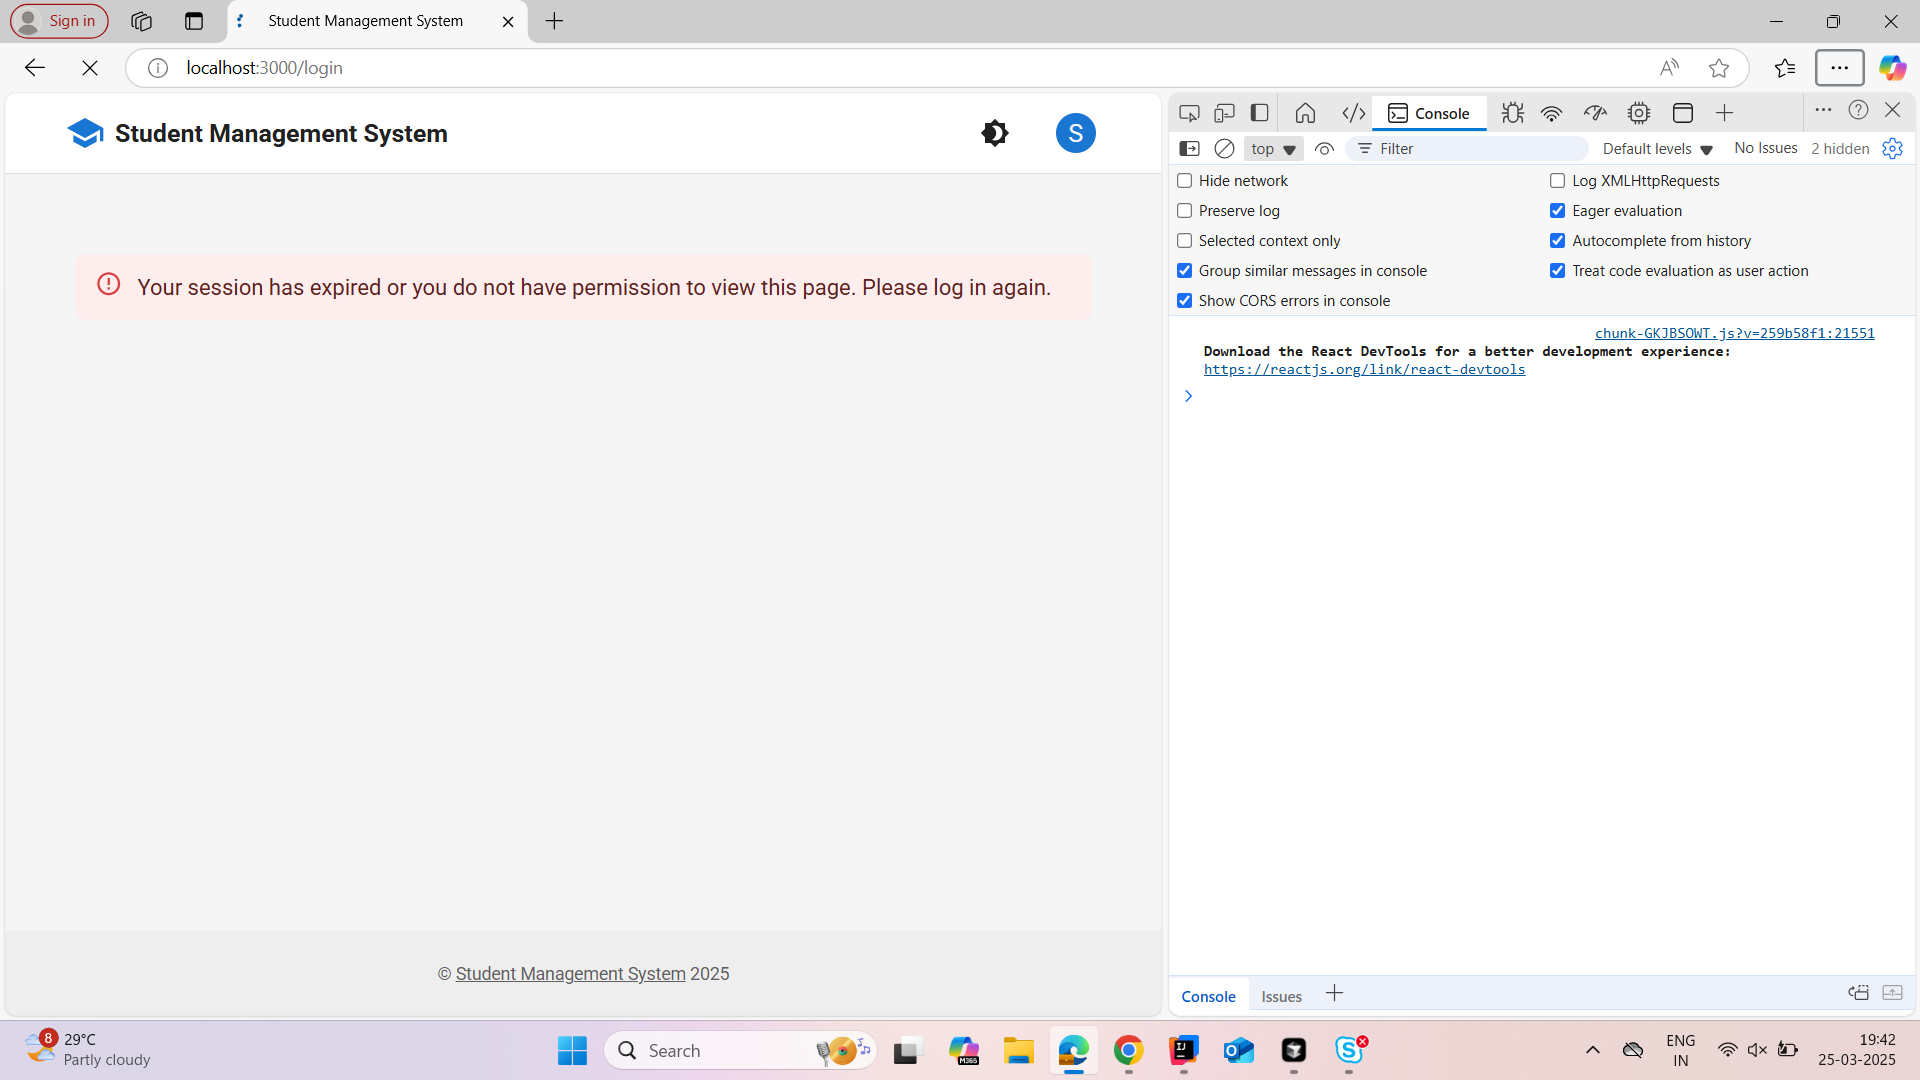 Sign in
Student Management System
localhost:3000/login
Student Management System
S
Your session has expired or you do not have permission to view this page. Please log in again.
© Student Management System 2025
Console
top
Filter
Default levels
No Issues
2 hidden
Hide network
Log XMLHttpRequests
Preserve log
Eager evaluation
Selected context only
Autocomplete from history
Group similar messages in console
Treat code evaluation as user action
Show CORS errors in console
chunk-GKJBSOWT.js?v=259b58f1:21551
Download the React DevTools for a better development experience:
https://reactjs.org/link/react-devtools
Console
Issues
8
29°C
Partly cloudy
Search
M365
IJ
O
S
ENG
IN
19:42
25-03-2025